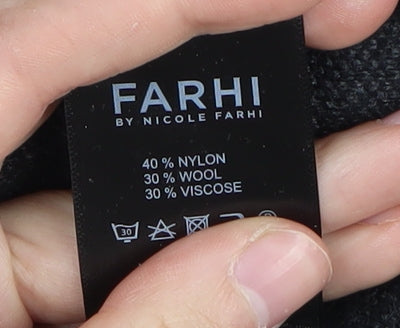 FARHI
BY NICOLE FARHI
40 % NYLON
30 % WOOL
30 % VISCOSE
30